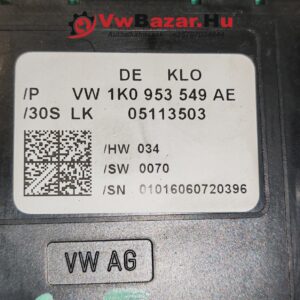 VwBazar.Hu
DE KLO
/P VW 1K0 953 549 AE
/30S LK 05113503
/HW 034
/SW 0070
/SN 01016060720396
VW AG